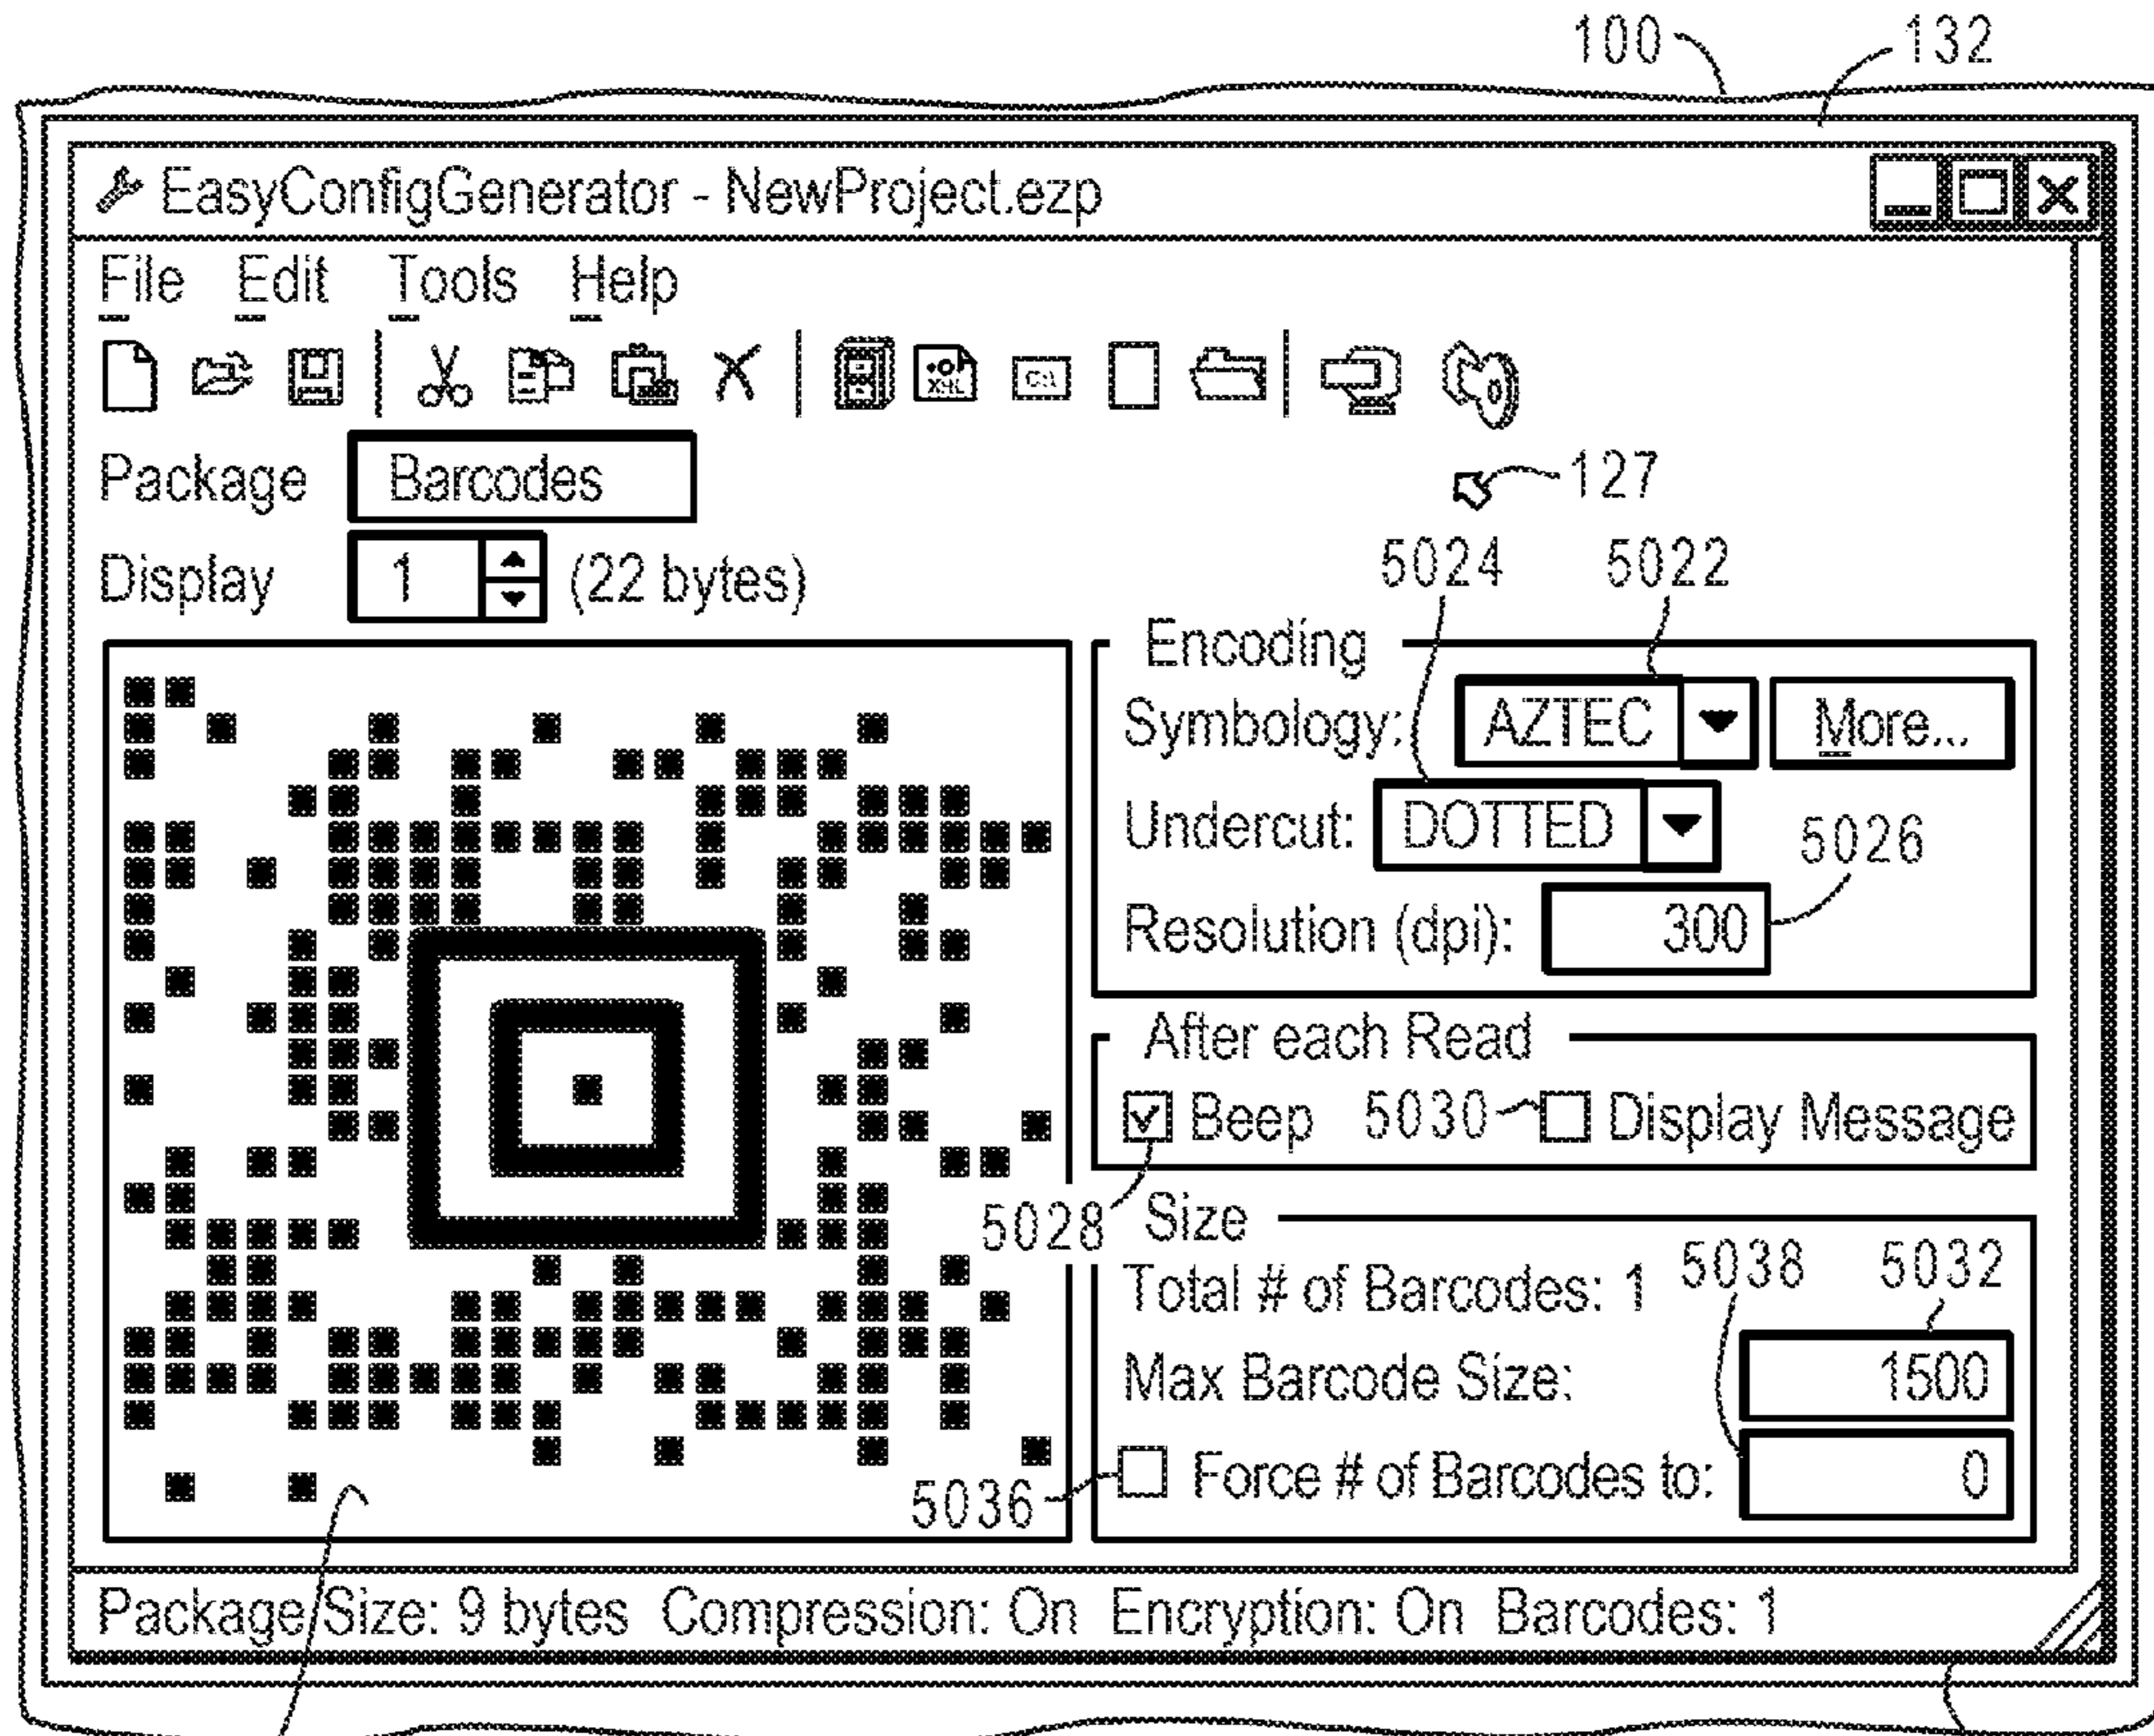 100 132
EasyConfigGenerator - NewProject.ezp
File Edit Tools Help
XML C:\
Package Barcodes
127
Display 1 (22 bytes)
5024 5022
Encoding
Symbology: AZTEC More...
Undercut: DOTTED
5026
Resolution (dpi): 300
After each Read
Beep 5030 Display Message
5028
Size
Total # of Barcodes: 1 5038 5032
Max Barcode Size: 1500
5036 Force # of Barcodes to: 0
Package Size: 9 bytes Compression: On Encryption: On Barcodes: 1